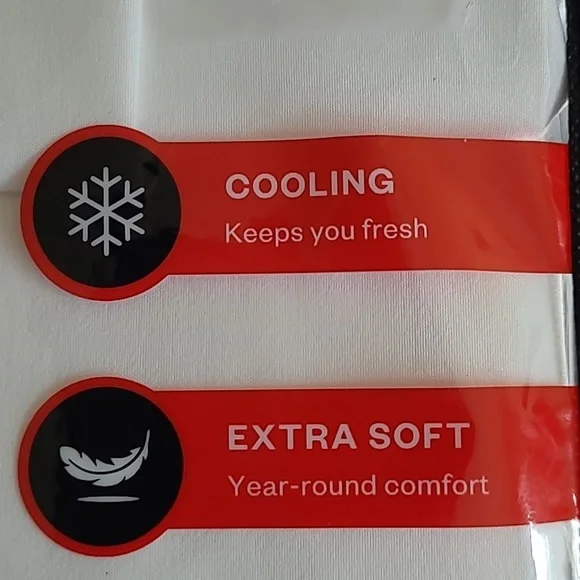 COOLING
Keeps you fresh
EXTRA SOFT
Year-round comfort